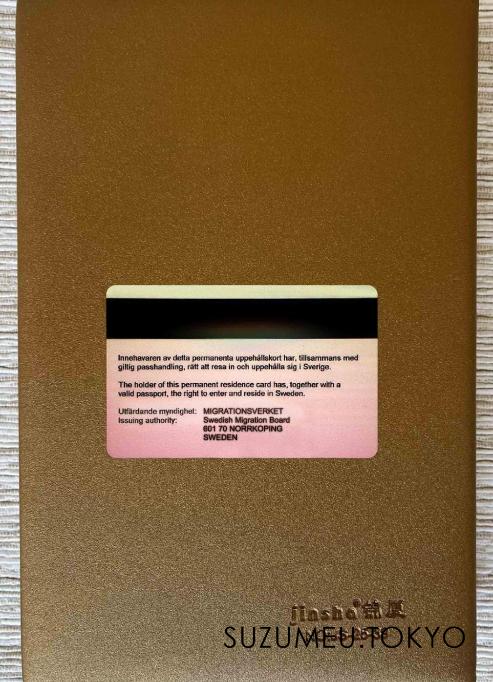 Innehavaren av detta permanenta uppehållskort har, tillsammans med
giltig passhandling, rätt att resa in och uppehålla sig i Sverige.
The holder of this permanent residence card has, together with a
valid passport, the right to enter and reside in Sweden.
Utfärdande myndighet: MIGRATIONSVERKET
Issuing authority: Swedish Migration Board
601 70 NORRKOPING
SWEDEN
jinsha
SUZUMEU.TOKYO